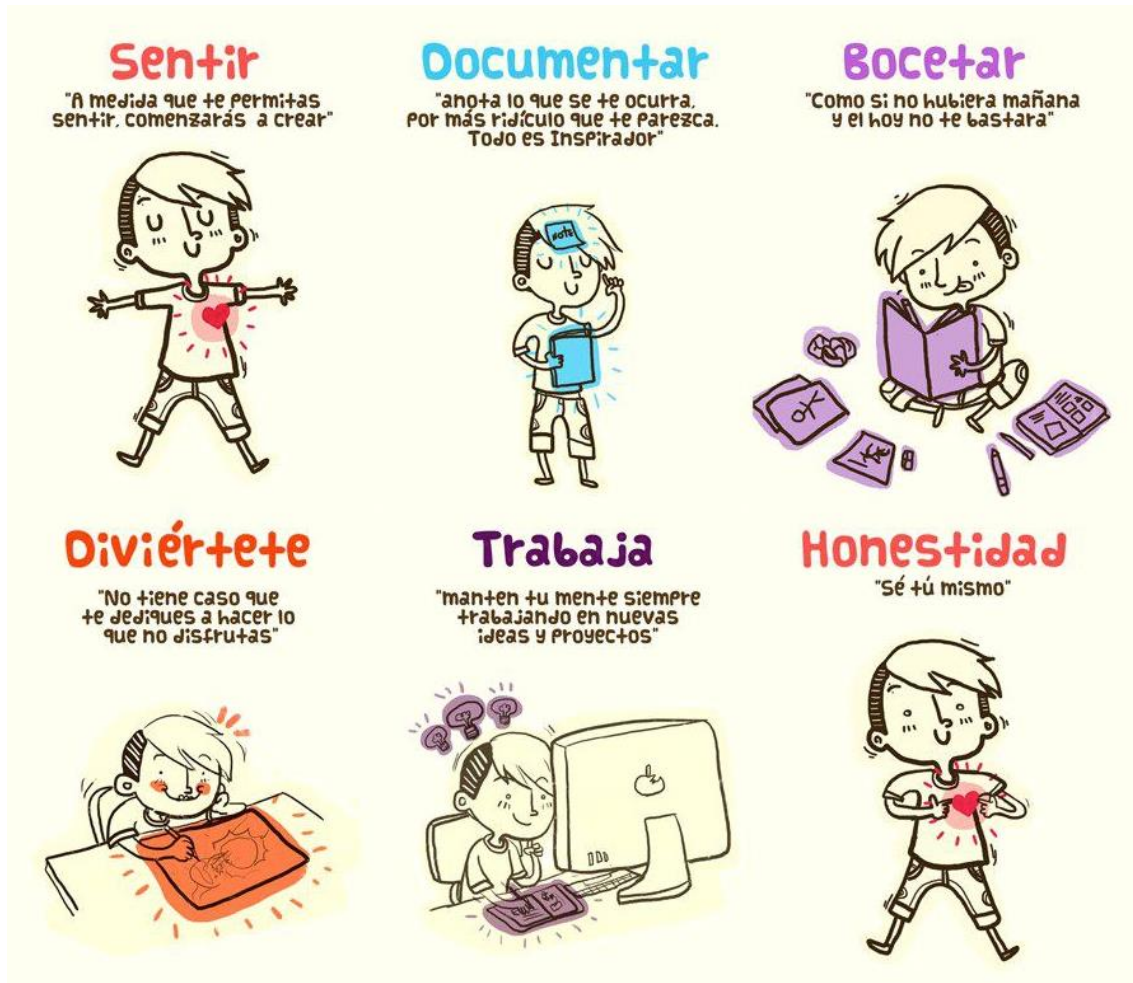 Sentir
"A medida que te permitas
sentir, comenzarás a crear"
Documentar
"anota lo que se te ocurra,
Por más ridículo que te parezca.
Todo es Inspirador"
NOTE
Bocetar
"Como si no hubiera mañana
y el hoy no te bastara"
Diviértete
"No tiene caso que
te dediques a hacer lo
que no disfrutas"
Trabaja
"manten tu mente siempre
trabajando en nuevas
ideas y Proyectos"
Honestidad
"Sé tú mismo"